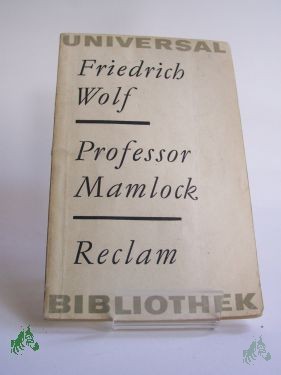 UNIVERSAL
Friedrich
Wolf
Professor
Mamlock
Reclam
BIBLIOTHEK